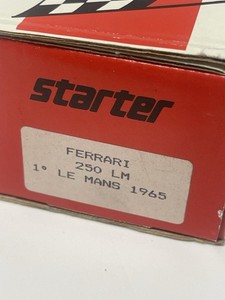 starter
FERRARI
250 LM
1° LE MANS 1965